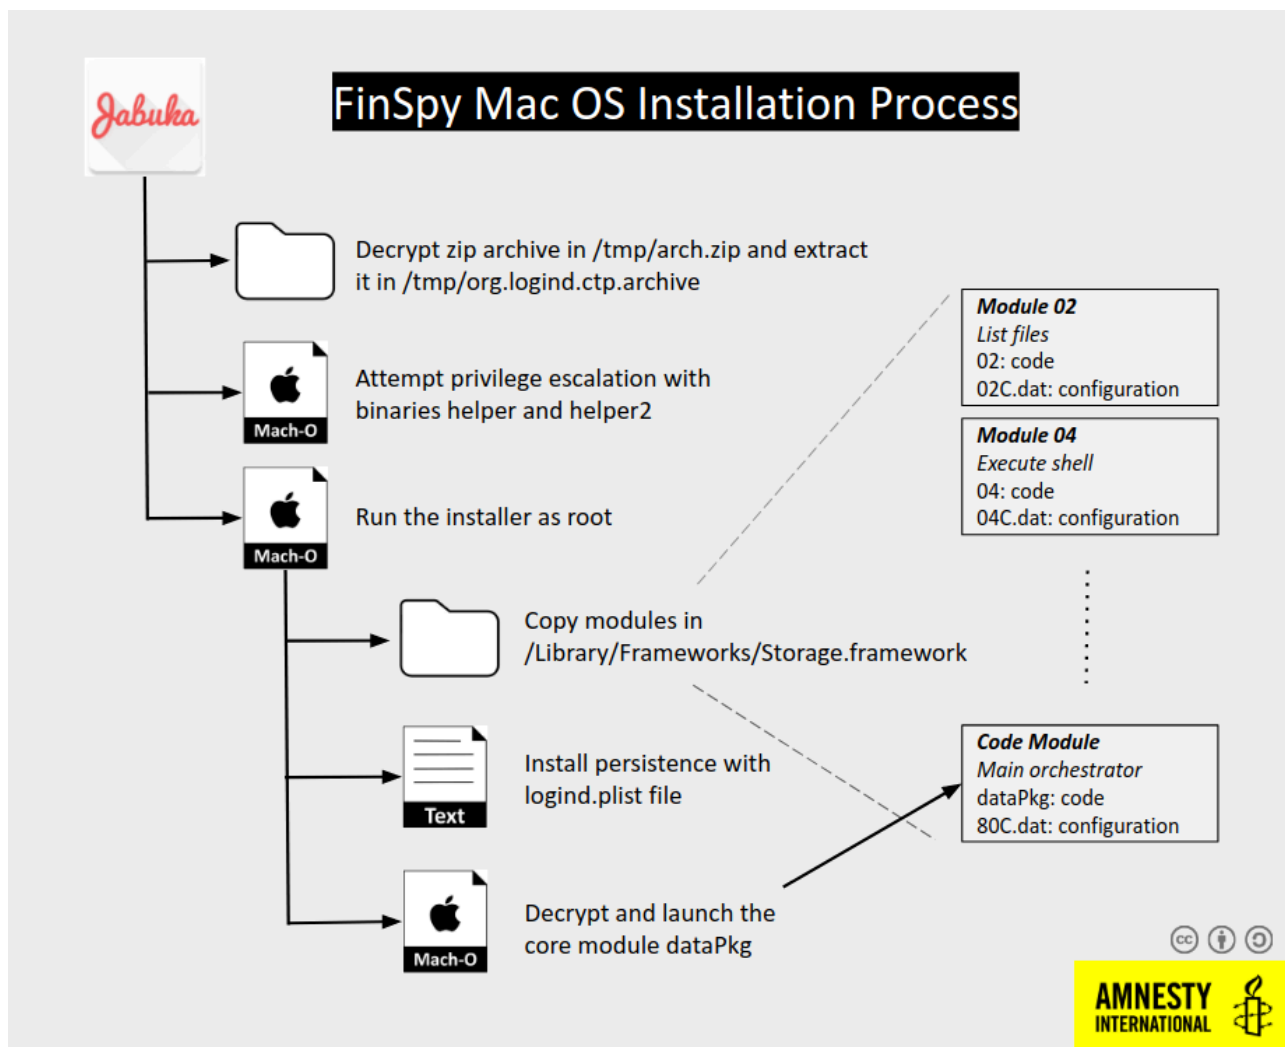 Jabuka
FinSpy Mac OS Installation Process
Decrypt zip archive in /tmp/arch.zip and extract
it in /tmp/org.logind.ctp.archive
Mach-O
Attempt privilege escalation with
binaries helper and helper2
Mach-O
Run the installer as root
Copy modules in
/Library/Frameworks/Storage.framework
Text
Install persistence with
logind.plist file
Mach-O
Decrypt and launch the
core module dataPkg
Module 02
List files
02: code
02C.dat: configuration
Module 04
Execute shell
04: code
04C.dat: configuration
Code Module
Main orchestrator
dataPkg: code
80C.dat: configuration
cc
AMNESTY
INTERNATIONAL